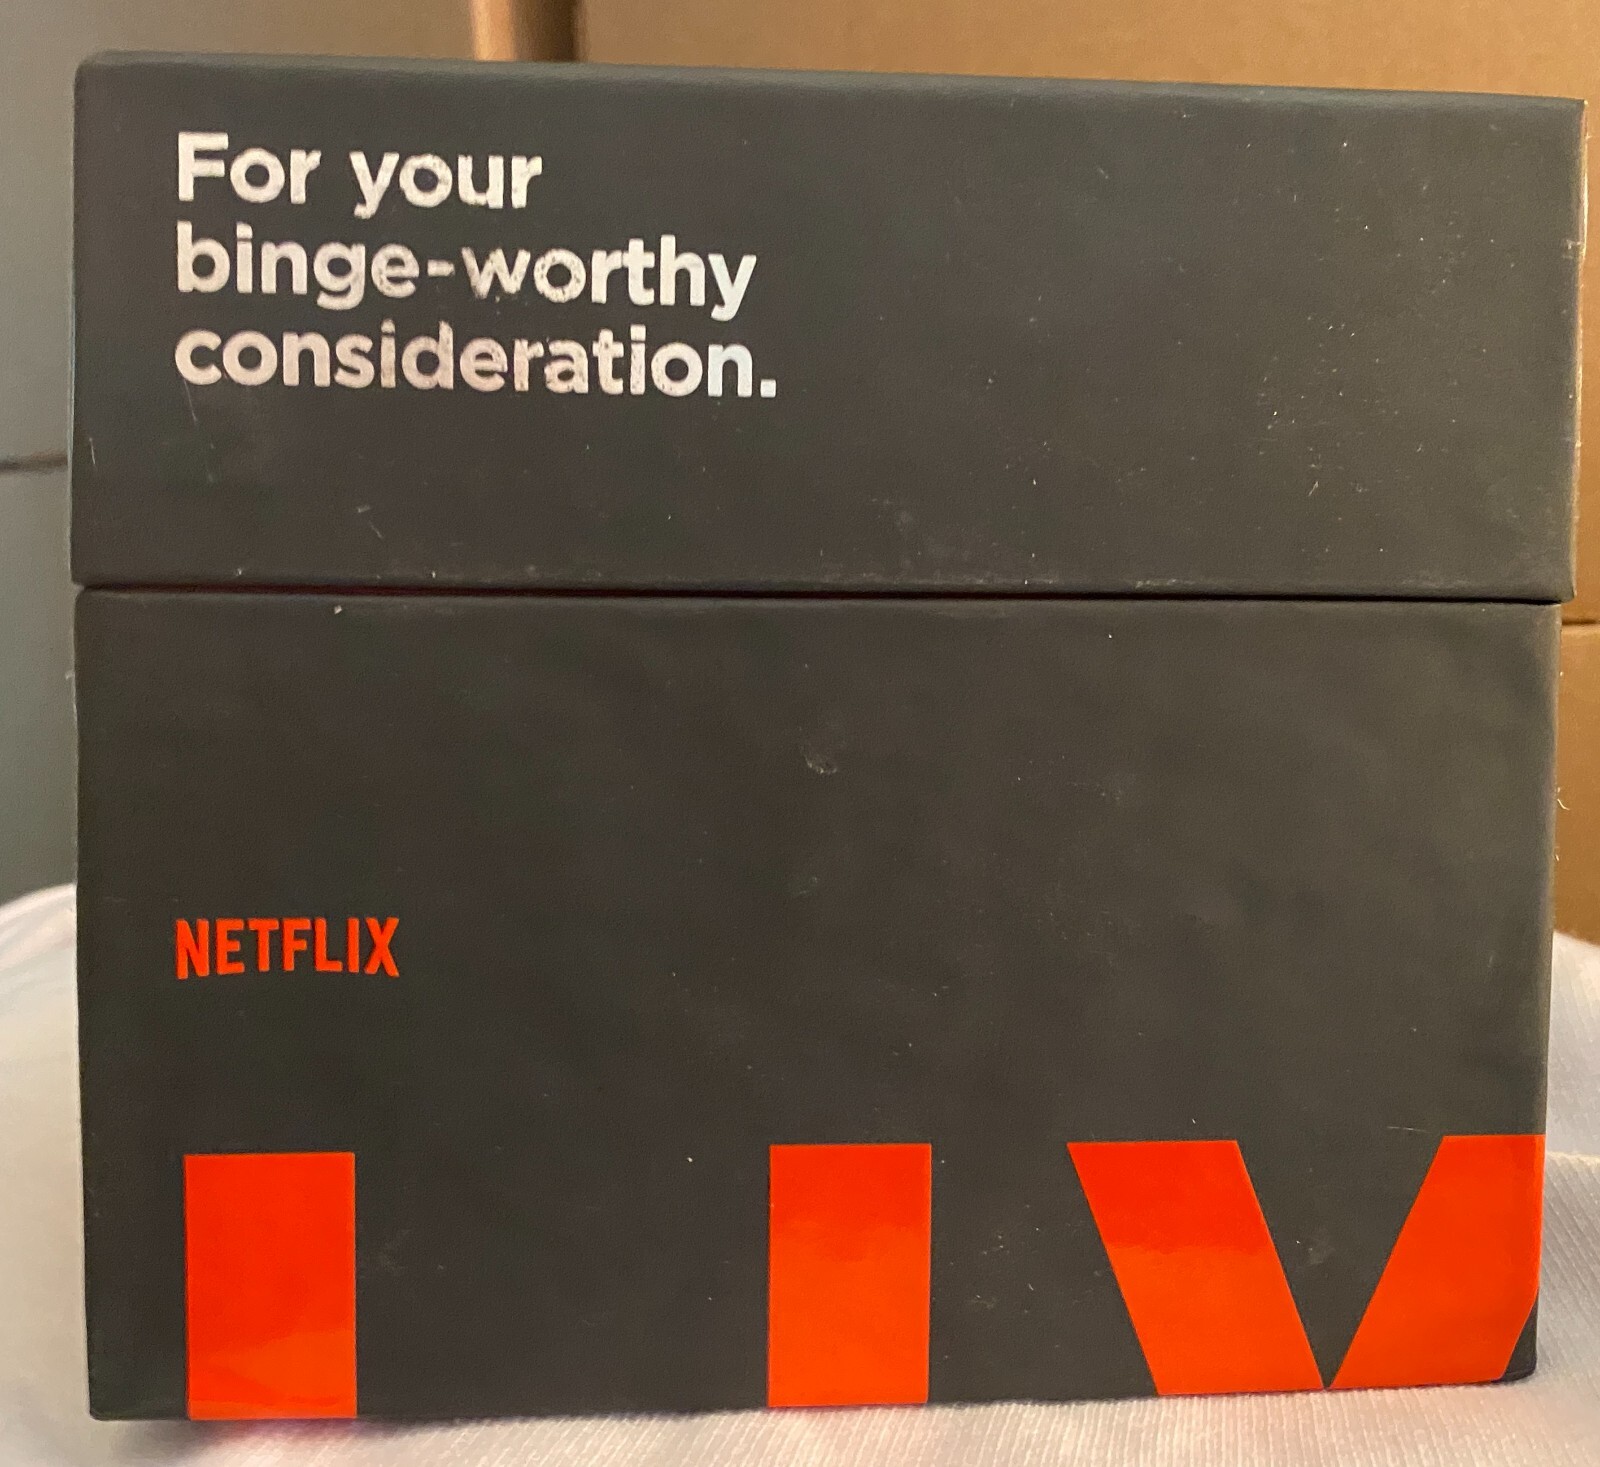 For your
binge-worthy
consideration.
NETFLIX